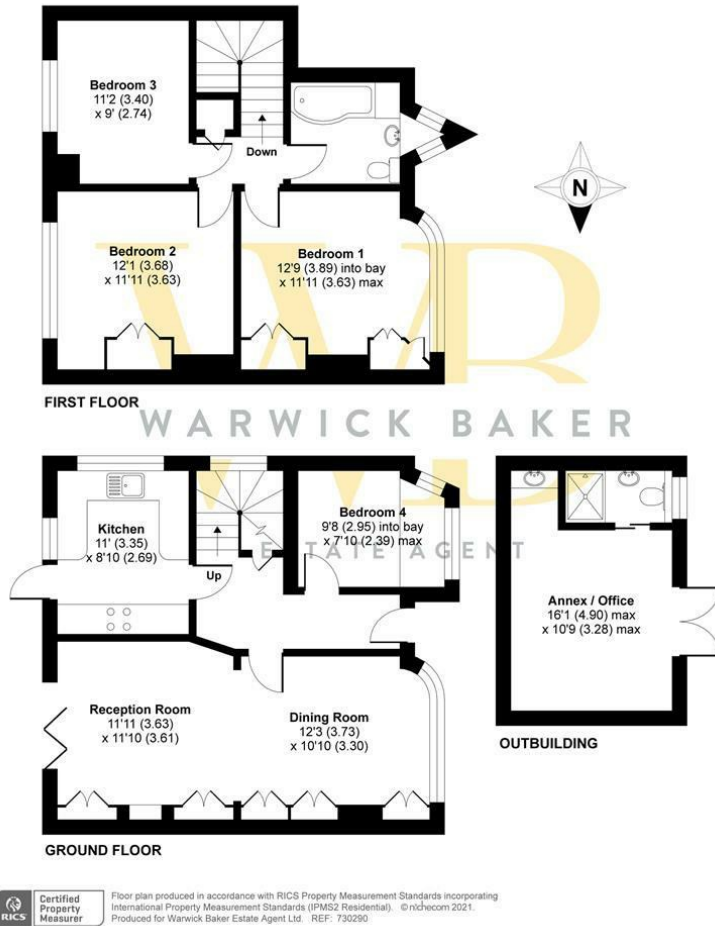 Bedroom 3
11'2 (3.40)
x 9' (2.74)
Down
N
Bedroom 2
12'1 (3.68)
x 11'11 (3.63)
Bedroom 1
12'9 (3.89) into bay
x 11'11 (3.63) max
WB
FIRST FLOOR
WARWICK BAKER
ESTATE AGENT
Kitchen
11' (3.35)
x 8'10 (2.69)
Up
Bedroom 4
9'8 (2.95) into bay
x 7'10 (2.39) max
Annex / Office
16'1 (4.90) max
x 10'9 (3.28) max
Reception Room
11'11 (3.63)
x 11'10 (3.61)
Dining Room
12'3 (3.73)
x 10'10 (3.30)
OUTBUILDING
GROUND FLOOR
RICS
Certified
Property
Measurer
Floor plan produced in accordance with RICS Property Measurement Standards incorporating
International Property Measurement Standards (IPMS2 Residential). © nichecom 2021.
Produced for Warwick Baker Estate Agent Ltd. REF: 730290